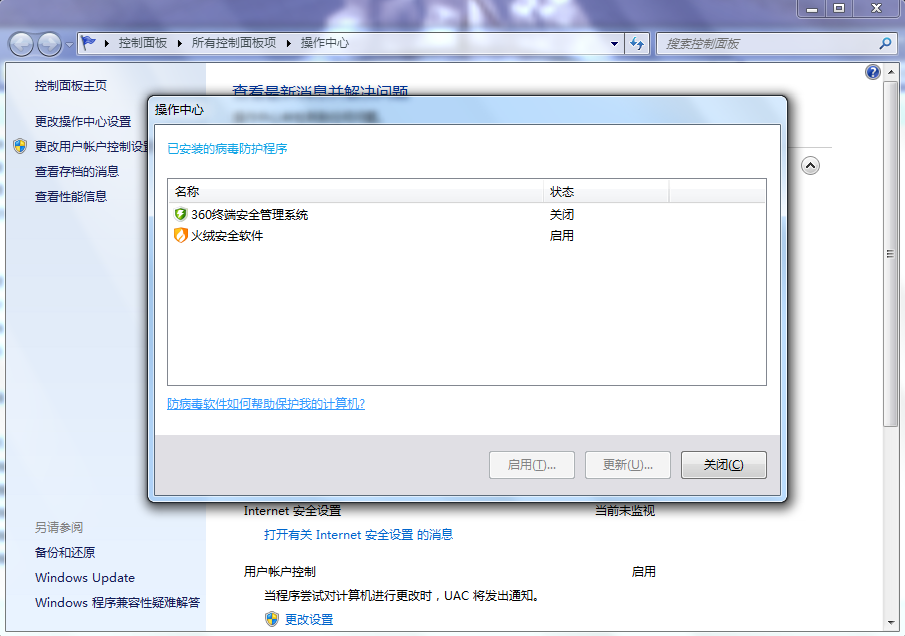 控制面板 ▸ 所有控制面板项 ▸ 操作中心
搜索控制面板
控制面板主页
更改操作中心设置
更改用户帐户控制设
查看存档的消息
查看性能信息
查看最新消息并解决问题
操作中心
已安装的病毒防护程序
名称 状态
360终端安全管理系统 关闭
火绒安全软件 启用
防病毒软件如何帮助保护我的计算机?
启用(T)... 更新(U)... 关闭(C)
Internet 安全设置 当前未监视
打开有关 Internet 安全设置 的消息
用户帐户控制 启用
当程序尝试对计算机进行更改时，UAC 将发出通知。
更改设置
另请参阅
备份和还原
Windows Update
Windows 程序兼容性疑难解答